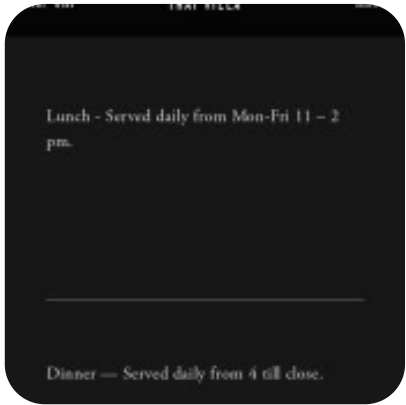 THAI VILLA
Lunch - Served daily from Mon-Fri 11 – 2
pm.
Dinner — Served daily from 4 till close.